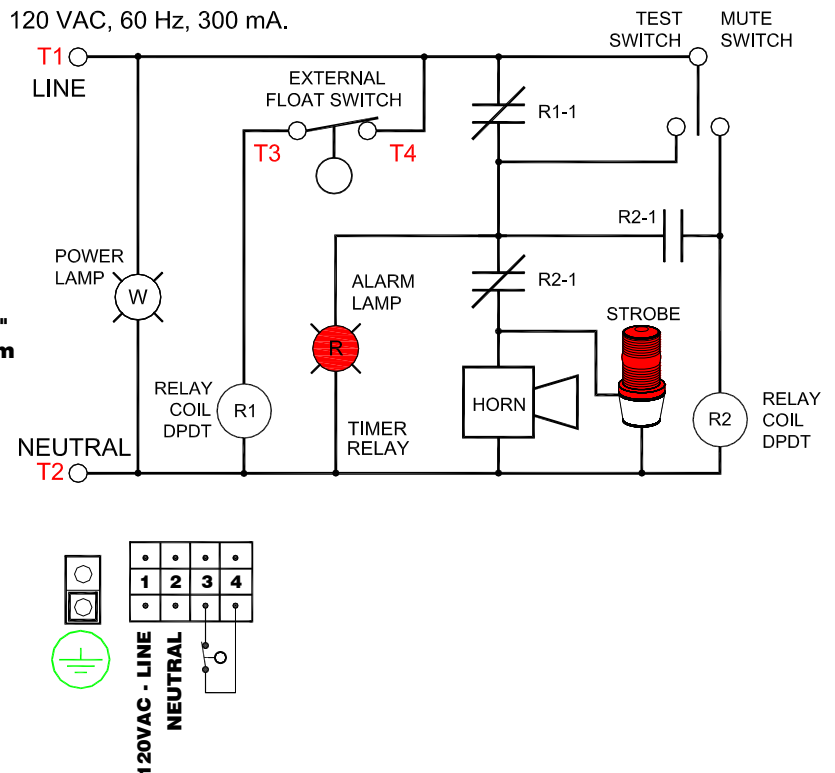 120 VAC, 60 Hz, 300 mA.
T1
LINE
EXTERNAL
FLOAT SWITCH
T3
T4
TEST
SWITCH
MUTE
SWITCH
R1-1
R2-1
R2-1
POWER
LAMP
W
"
m
ALARM
LAMP
R
STROBE
RELAY
COIL
DPDT
R1
TIMER
RELAY
HORN
R2
RELAY
COIL
DPDT
NEUTRAL
T2
1 2 3 4
120VAC - LINE
NEUTRAL